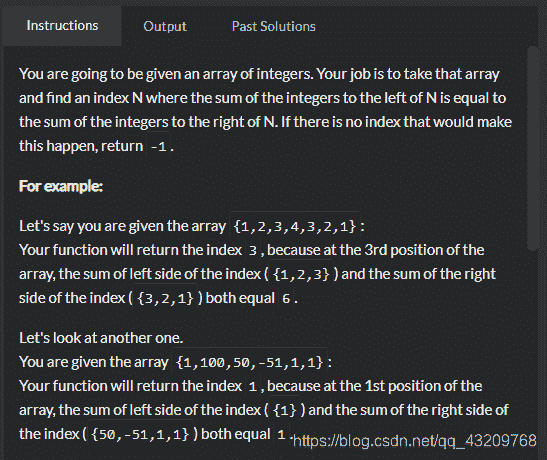 Instructions Output Past Solutions
You are going to be given an array of integers. Your job is to take that array
and find an index N where the sum of the integers to the left of N is equal to
the sum of the integers to the right of N. If there is no index that would make
this happen, return -1.
For example:
Let's say you are given the array {1,2,3,4,3,2,1}:
Your function will return the index 3, because at the 3rd position of the
array, the sum of left side of the index ({1,2,3}) and the sum of the right
side of the index ({3,2,1}) both equal 6.
Let's look at another one.
You are given the array {1,100,50,-51,1,1}:
Your function will return the index 1, because at the 1st position of the
array, the sum of left side of the index ({1}) and the sum of the right side of
the index ({50,-51,1,1}) both equal 1.
https://blog.csdn.net/qq_43209768